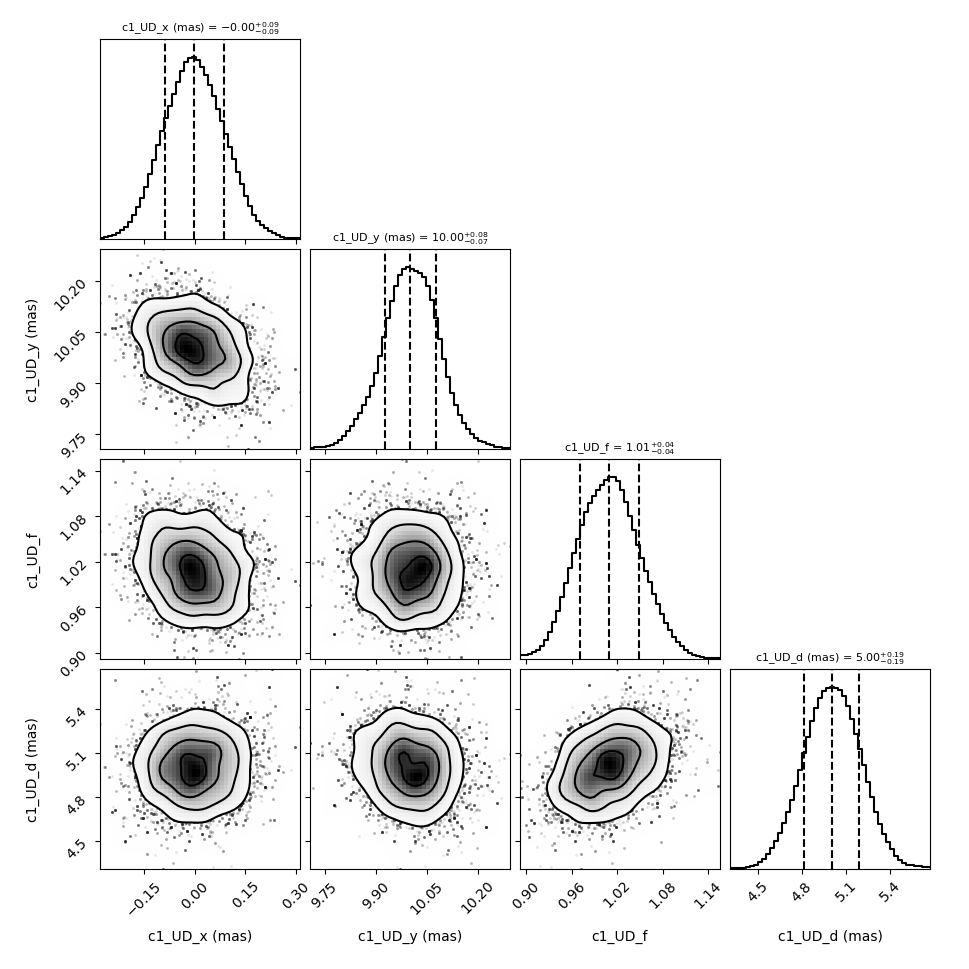 c1_UD_x (mas) = −0.00 +0.09 −0.09
c1_UD_y (mas) = 10.00 +0.08 −0.07
c1_UD_y (mas)
10.20
10.05
9.90
9.75
c1_UD_f = 1.01 +0.04 −0.04
c1_UD_f
1.14
1.08
1.02
0.96
0.90
c1_UD_d (mas) = 5.00 +0.19 −0.19
c1_UD_d (mas)
5.4
5.1
4.8
4.5
−0.15 0.00 0.15 0.30
9.75 9.90 10.05 10.20
0.90 0.96 1.02 1.08 1.14
4.5 4.8 5.1 5.4
c1_UD_x (mas)
c1_UD_y (mas)
c1_UD_f
c1_UD_d (mas)